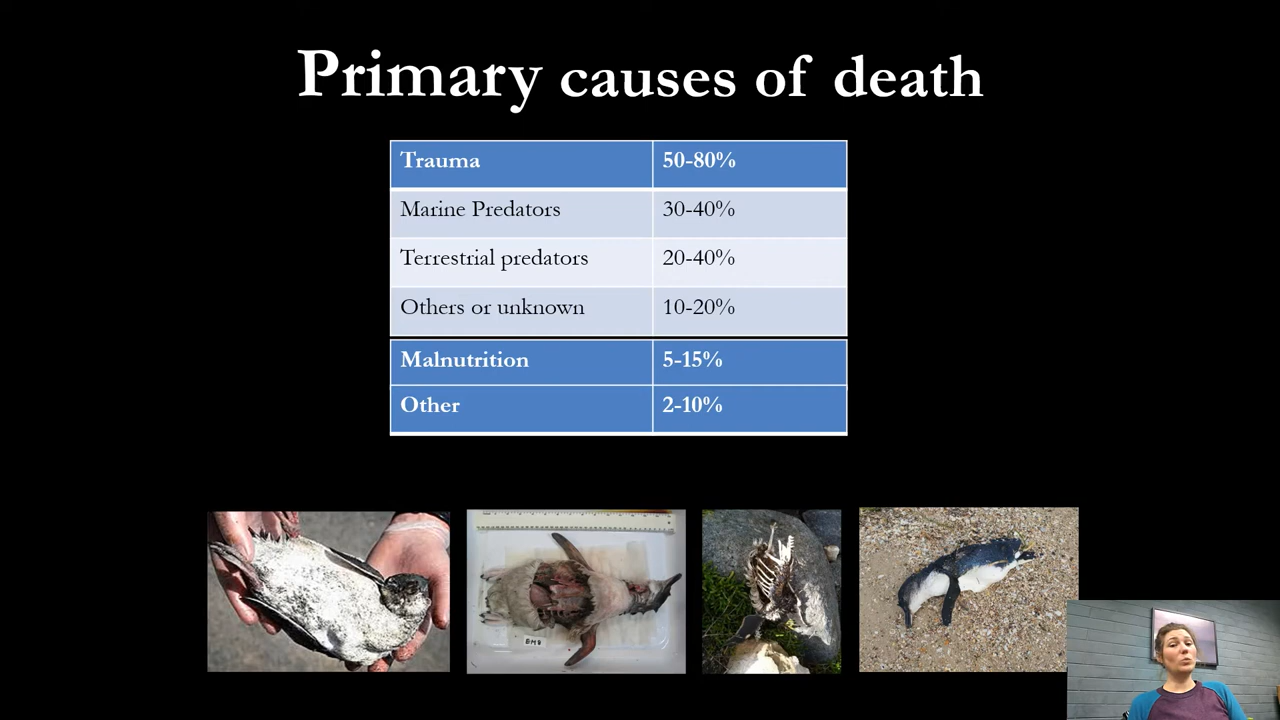 Primary causes of death
Trauma 50-80%
Marine Predators 30-40%
Terrestrial predators 20-40%
Others or unknown 10-20%
Malnutrition 5-15%
Other 2-10%